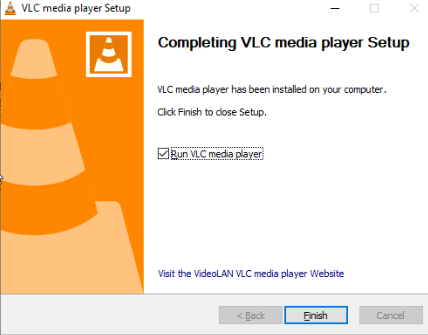 VLC media player Setup
Completing VLC media player Setup
VLC media player has been installed on your computer.
Click Finish to close Setup.
Run VLC media player
Visit the VideoLAN VLC media player Website
< Back
Finish
Cancel